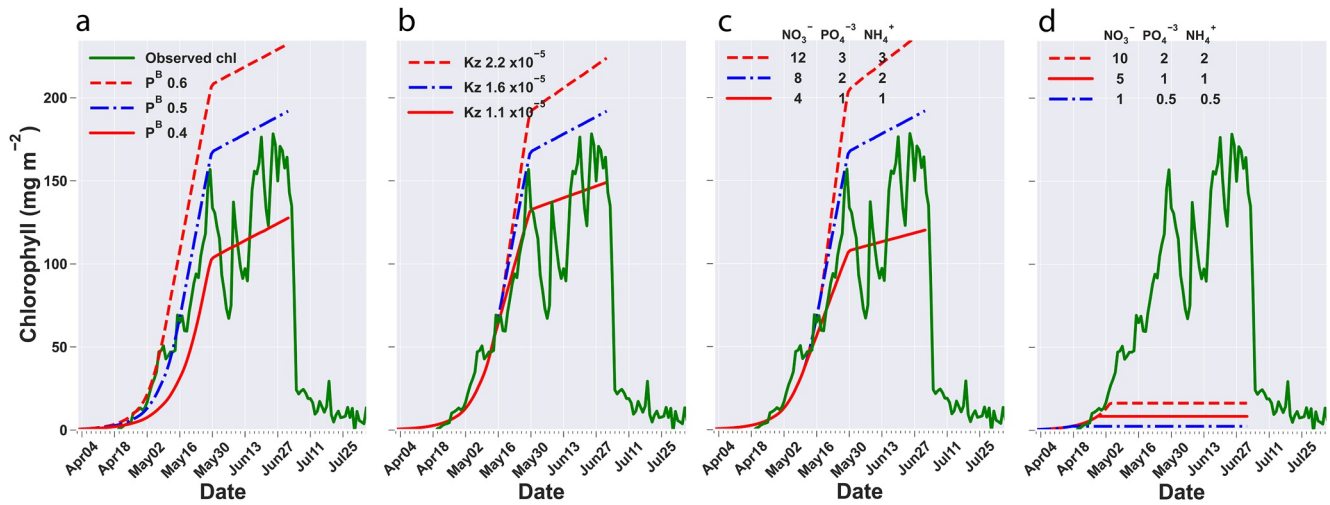 a
b
c
d
Chlorophyll (mg m⁻²)
200
150
100
50
0
Observed chl
Pᴮ 0.6
Pᴮ 0.5
Pᴮ 0.4
Kz 2.2 x10⁻⁵
Kz 1.6 x10⁻⁵
Kz 1.1 x10⁻⁵
NO₃⁻ PO₄⁻³ NH₄⁺
12 3 3
8 2 2
4 1 1
NO₃⁻ PO₄⁻³ NH₄⁺
10 2 2
5 1 1
1 0.5 0.5
Apr04 Apr18 May02 May16 May30 Jun13 Jun27 Jul11 Jul25
Apr04 Apr18 May02 May16 May30 Jun13 Jun27 Jul11 Jul25
Apr04 Apr18 May02 May16 May30 Jun13 Jun27 Jul11 Jul25
Apr04 Apr18 May02 May16 May30 Jun13 Jun27 Jul11 Jul25
Date
Date
Date
Date